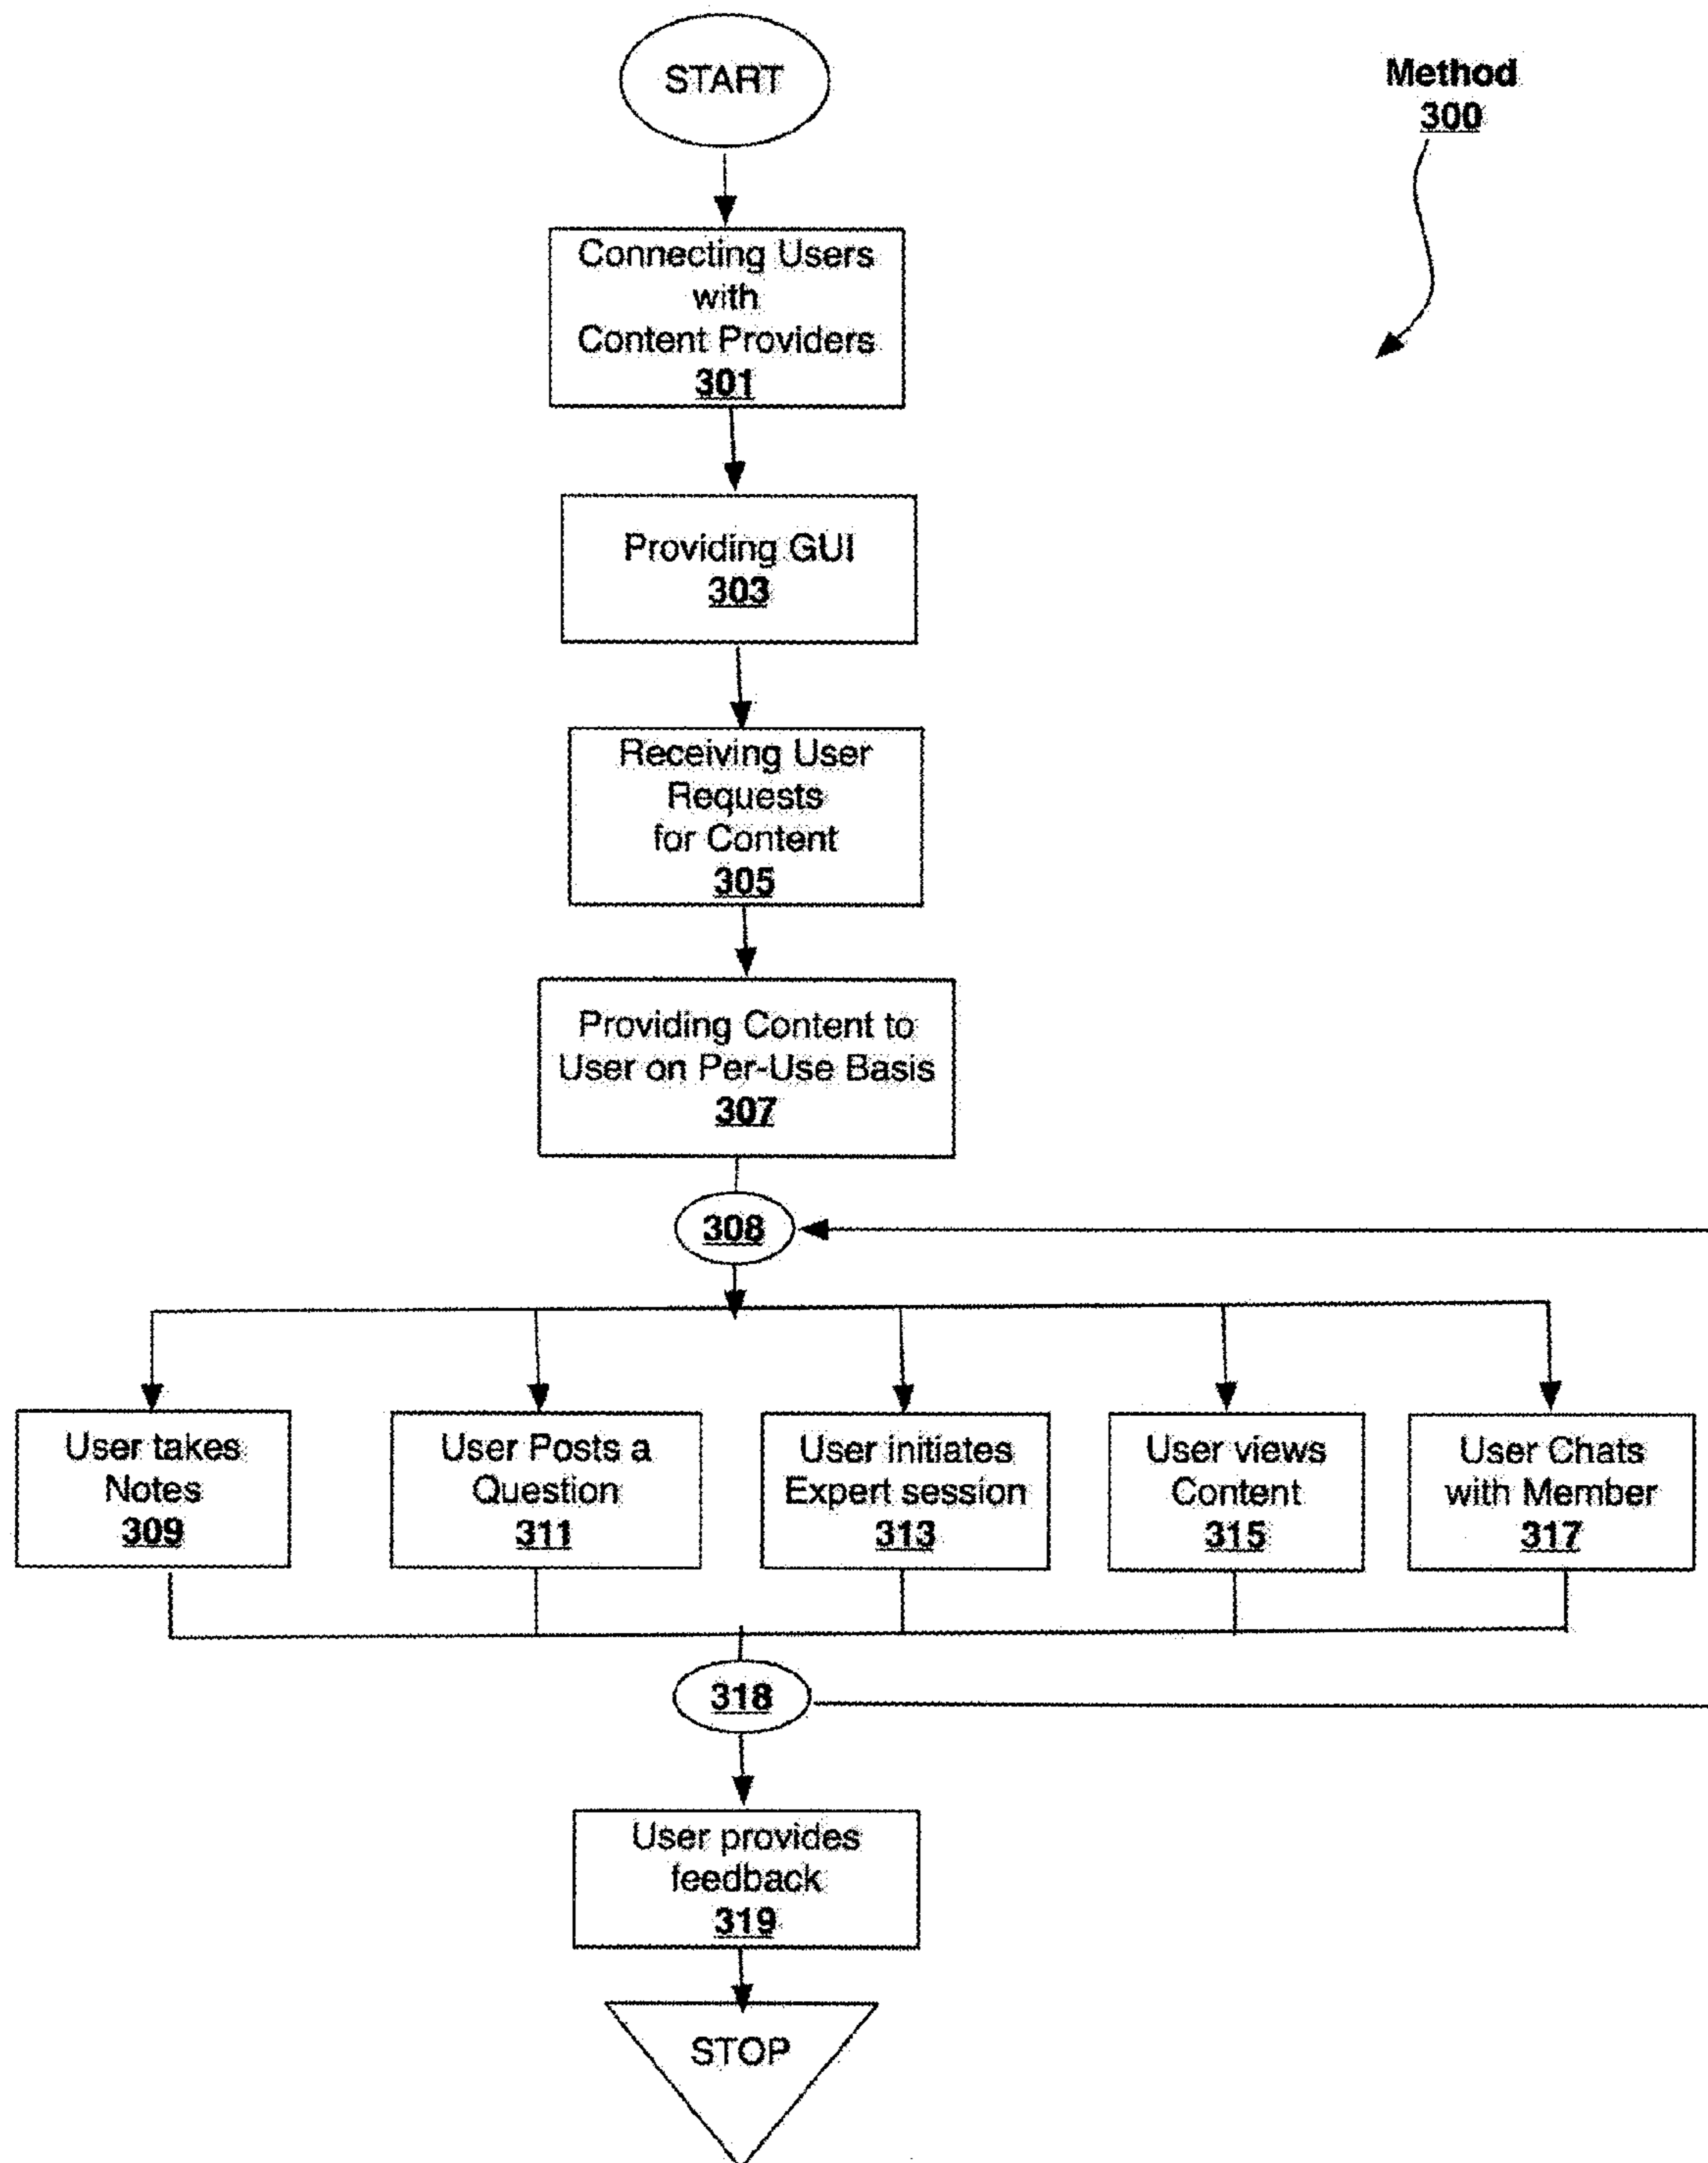 START
Method
300
Connecting Users
with
Content Providers
301
Providing GUI
303
Receiving User
Requests
for Content
305
Providing Content to
User on Per-Use Basis
307
308
User takes
Notes
309
User Posts a
Question
311
User initiates
Expert session
313
User views
Content
315
User Chats
with Member
317
318
User provides
feedback
319
STOP